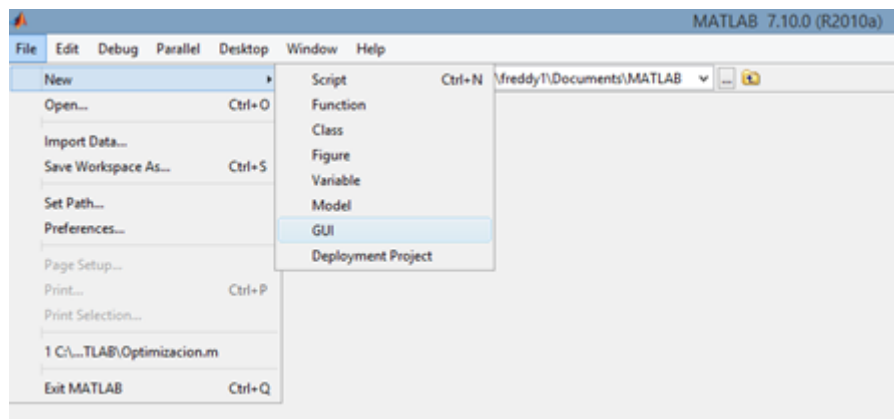 MATLAB 7.10.0 (R2010a)
File Edit Debug Parallel Desktop Window Help
New
Open... Ctrl+O
Import Data...
Save Workspace As... Ctrl+S
Set Path...
Preferences...
Page Setup...
Print... Ctrl+P
Print Selection...
1 C:\...TLAB\Optimizacion.m
Exit MATLAB Ctrl+Q
Script Ctrl+N
Function
Class
Figure
Variable
Model
GUI
Deployment Project
\freddy1\Documents\MATLAB ...